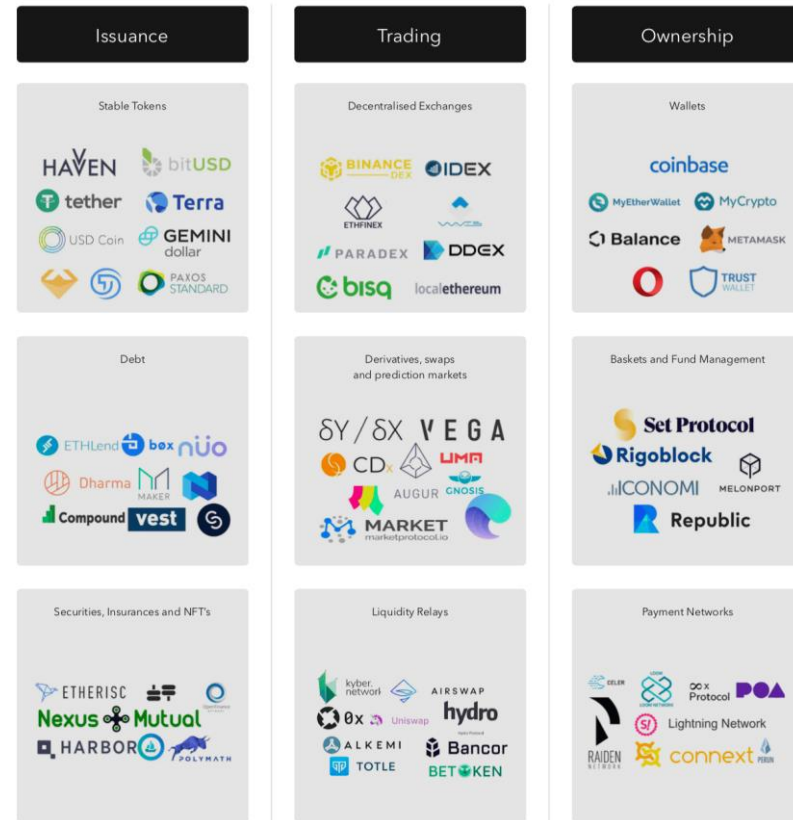 Issuance
Trading
Ownership
Stable Tokens
HAVVEN
bitUSD
tether
Terra
USD Coin
GEMINI
dollar
PAXOS
STANDARD
Decentralised Exchanges
BINANCE
DEX
IDEX
ETHFINEX
PARADEX
DDEX
bisq
localethereum
Wallets
coinbase
MyEtherWallet
MyCrypto
Balance
METAMASK
TRUST
WALLET
Debt
ETHLend
bøx
nüo
Dharma
MAKER
Compound
vest
Derivatives, swaps
and prediction markets
δY/δX
VEGA
CDx
UMA
AUGUR
GNOSIS
MARKET
marketprotocol.io
Baskets and Fund Management
Set Protocol
Rigoblock
ICONOMI
MELONPORT
Republic
Securities, Insurances and NFT's
ETHERISC
Nexus Mutual
HARBOR
POLYMATH
Liquidity Relays
kyber.
network
AIRSWAP
0x
Uniswap
hydro
ALKEMI
Bancor
TOTLE
BETOKEN
Payment Networks
CELER
LOOM NETWORK
Protocol
POA
Lightning Network
RAIDEN
NETWORK
connext
PERUN